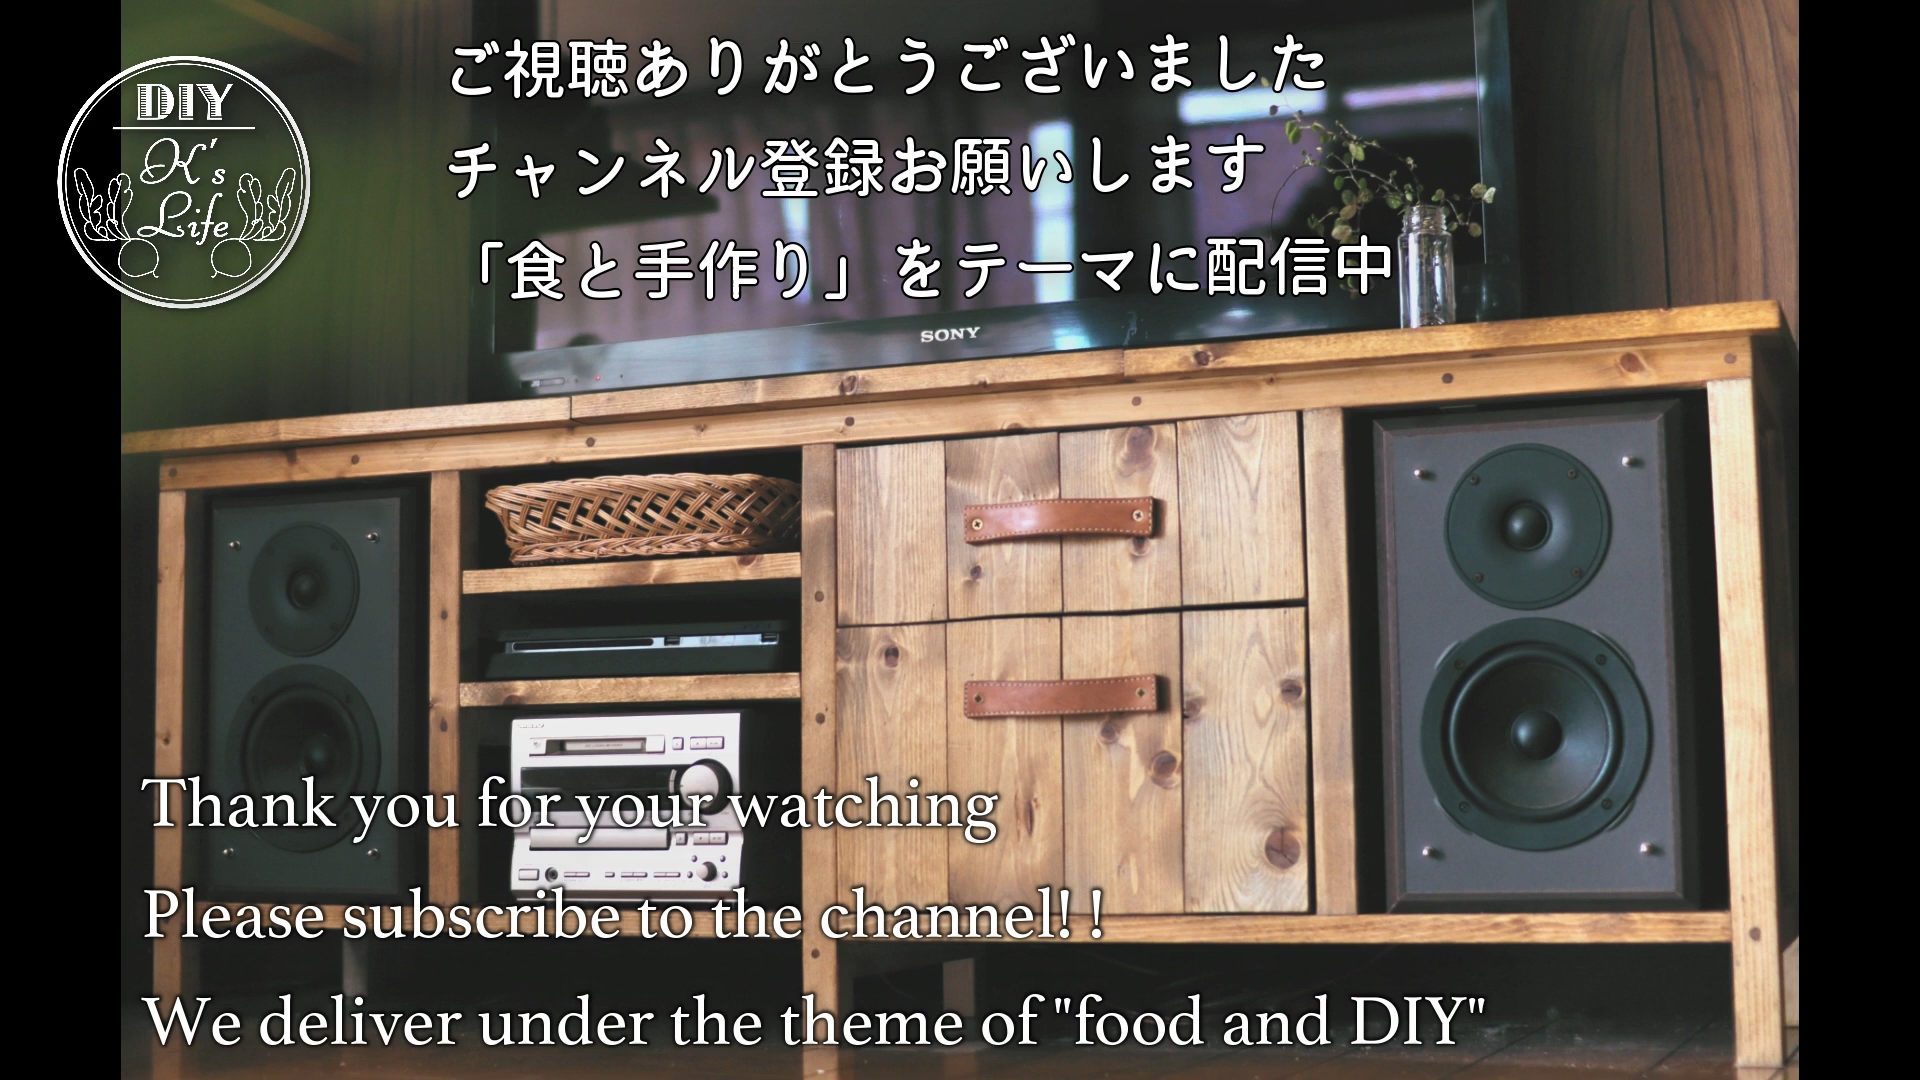 DIY
K's
Life
ご視聴ありがとうございました
チャンネル登録お願いします
「食と手作り」をテーマに配信中
SONY
Thank you for your watching
Please subscribe to the channel!!
We deliver under the theme of "food and DIY"